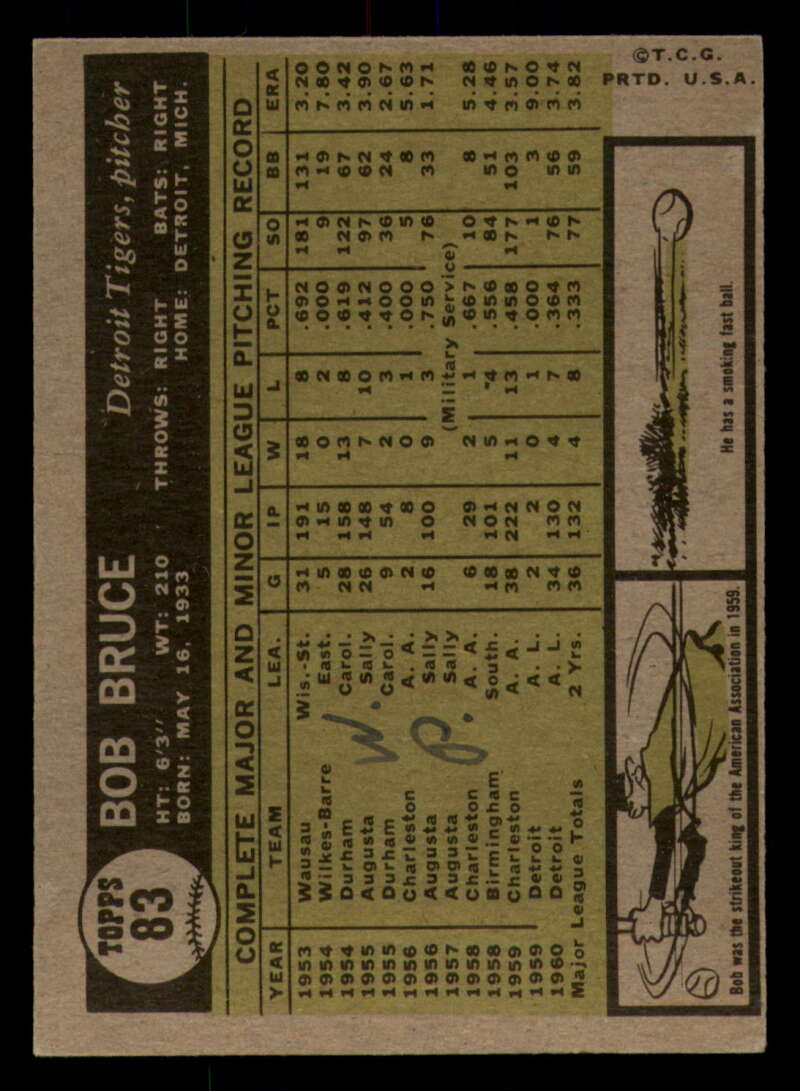 TOPPS
83
BOB BRUCE
Detroit Tigers, pitcher
HT: 6'3" WT: 210 THROWS: RIGHT BATS: RIGHT
BORN: MAY 16, 1933 HOME: DETROIT, MICH.
COMPLETE MAJOR AND MINOR LEAGUE PITCHING RECORD
YEAR TEAM LEA. G IP W L PCT SO BB ERA
1953 Wausau Wis.-St. 31 191 18 8 .692 181 131 3.20
1954 Wilkes-Barre East. 5 15 0 2 .000 9 19 7.80
1954 Durham Carol. 28 158 13 8 .619 122 67 3.42
1955 Augusta Sally 26 148 7 10 .412 97 62 3.90
1955 Durham Carol. 9 54 2 3 .400 36 24 2.67
1956 Charleston A. A. 2 8 0 1 .000 5 8 5.63
1956 Augusta Sally 16 100 9 3 .750 76 33 1.71
1957 Augusta Sally (Military Service)
1958 Charleston A. A. 6 29 2 1 .667 10 8 5.28
1958 Birmingham South. 18 101 5 4 .556 84 51 4.46
1959 Charleston A. A. 38 222 11 13 .458 177 103 3.57
1959 Detroit A. L. 2 2 0 1 .000 1 3 9.00
1960 Detroit A. L. 34 130 4 7 .364 76 56 3.74
Major League Totals 2 Yrs. 36 132 4 8 .333 77 59 3.82
W. P.
Bob was the strikeout king of the American Association in 1959.
He has a smoking fast ball.
©T.C.G.
PRTD. U.S.A.